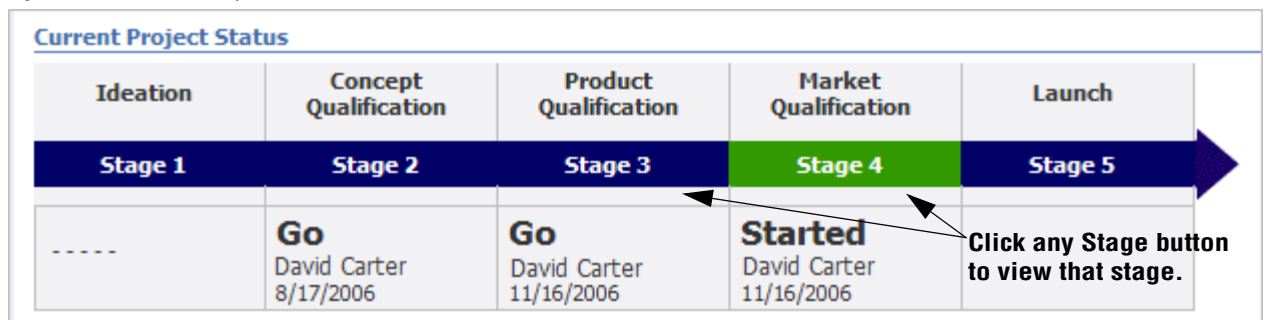 Current Project Status
Ideation
Concept
Qualification
Product
Qualification
Market
Qualification
Launch
Stage 1 Stage 2 Stage 3 Stage 4 Stage 5
-----
Go
David Carter
8/17/2006
Go
David Carter
11/16/2006
Started
David Carter
11/16/2006
Click any Stage button
to view that stage.